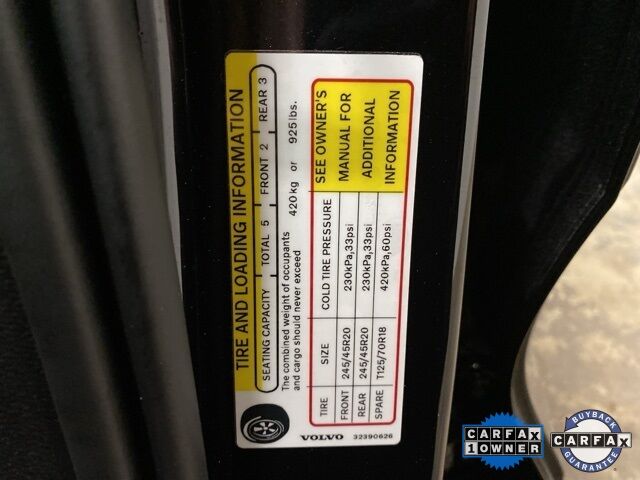 TIRE AND LOADING INFORMATION
SEATING CAPACITY TOTAL 5 FRONT 2 REAR 3
The combined weight of occupants
and cargo should never exceed 420kg or 925lbs.
TIRE SIZE COLD TIRE PRESSURE SEE OWNER'S
FRONT 245/45R20 230kPa,33psi MANUAL FOR
REAR 245/45R20 230kPa,33psi ADDITIONAL
SPARE T125/70R18 420kPa,60psi INFORMATION
VOLVO 32390626
CARFAX
1 OWNER
BUYBACK
CARFAX
GUARANTEE